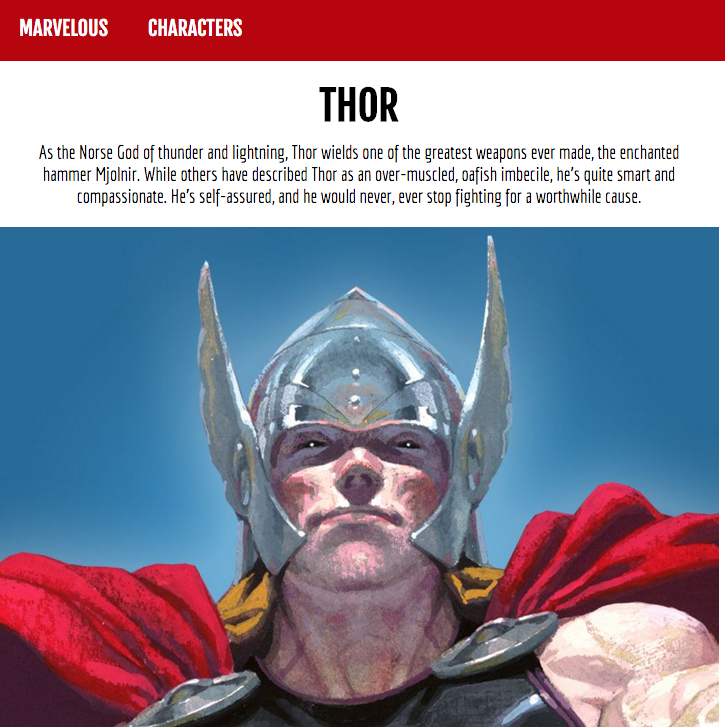 MARVELOUS CHARACTERS
THOR
As the Norse God of thunder and lightning, Thor wields one of the greatest weapons ever made, the enchanted
hammer Mjolnir. While others have described Thor as an over-muscled, oafish imbecile, he's quite smart and
compassionate. He's self-assured, and he would never, ever stop fighting for a worthwhile cause.